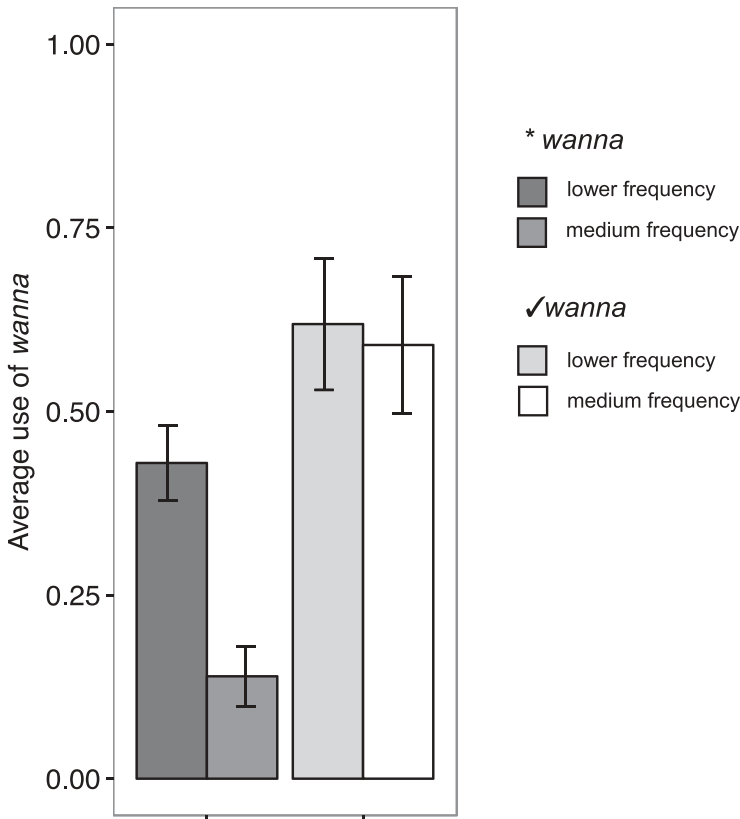 1.00
0.75
0.50
0.25
0.00
Average use of wanna
* wanna
lower frequency
medium frequency
✓wanna
lower frequency
medium frequency